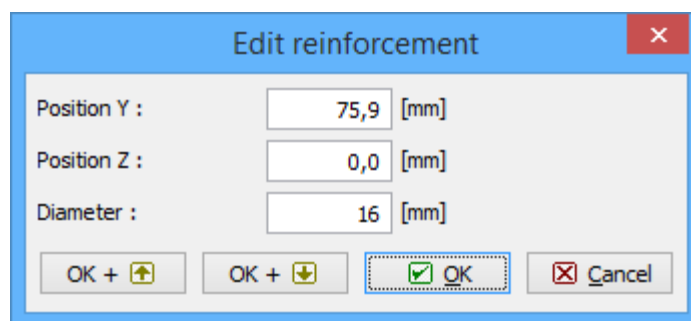 Edit reinforcement
Position Y : 75,9 [mm]
Position Z : 0,0 [mm]
Diameter : 16 [mm]
OK + OK + OK Cancel